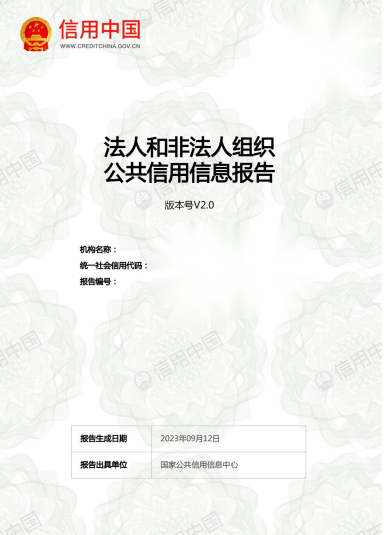 信用中国
WWW.CREDITCHINA.GOV.CN
法人和非法人组织
公共信用信息报告
版本号V2.0
机构名称：
统一社会信用代码：
报告编号：
报告生成日期 2023年09月12日
报告出具单位 国家公共信用信息中心